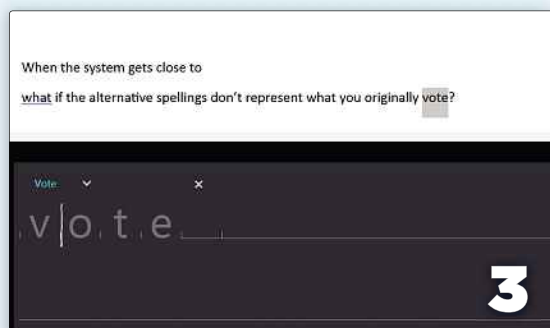 When the system gets close to
what if the alternative spellings don't represent what you originally vote?
Vote
vote
3